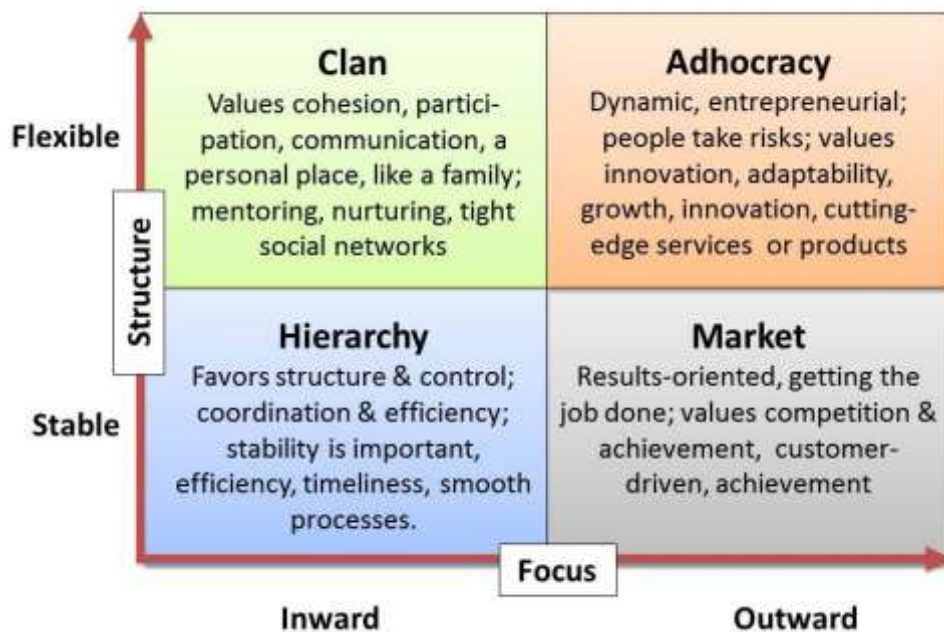 Flexible
Structure
Stable
Clan
Values cohesion, partici-
pation, communication, a
personal place, like a family;
mentoring, nurturing, tight
social networks
Adhocracy
Dynamic, entrepreneurial;
people take risks; values
innovation, adaptability,
growth, innovation, cutting-
edge services or products
Hierarchy
Favors structure & control;
coordination & efficiency;
stability is important,
efficiency, timeliness, smooth
processes.
Market
Results-oriented, getting the
job done; values competition &
achievement, customer-
driven, achievement
Focus
Inward
Outward